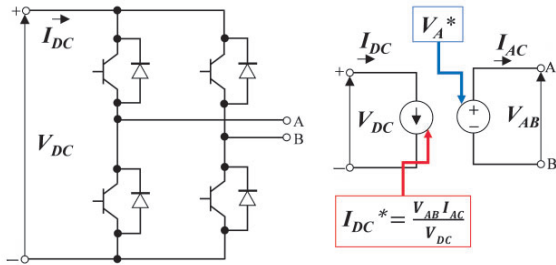 +
I_DC
V_DC
A
B
−
V_A*
I_DC
I_AC
+
A
V_DC
+
−
V_AB
−
B
I_DC* = V_AB I_AC / V_DC